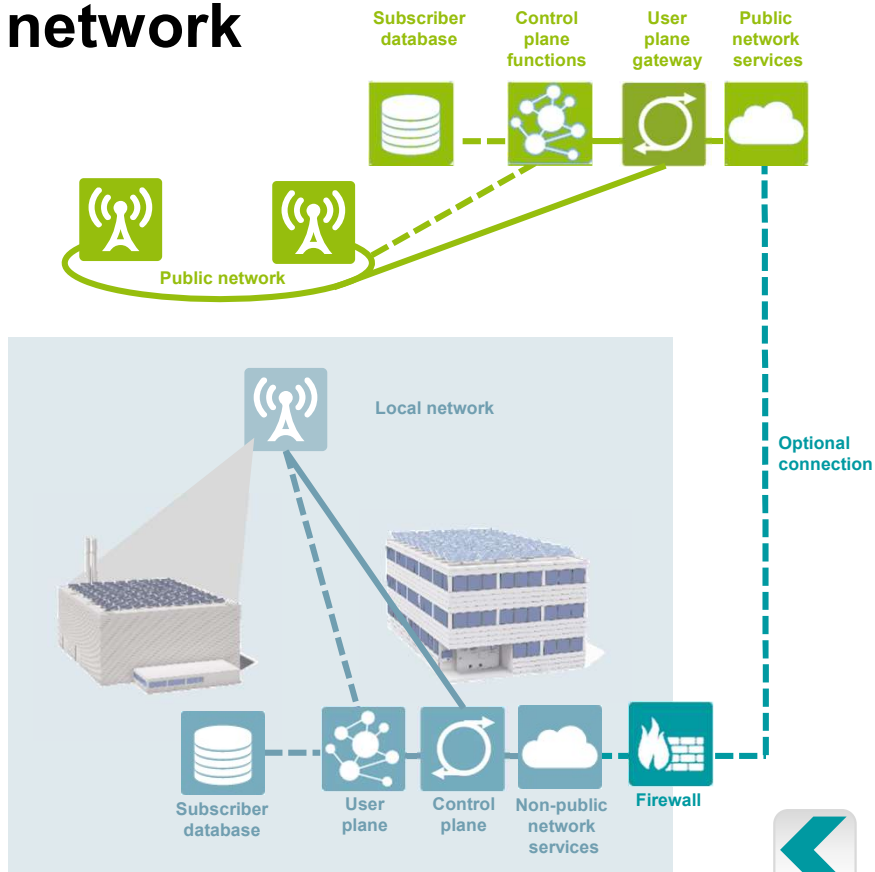 network
Subscriber
database
Control
plane
functions
User
plane
gateway
Public
network
services
Public network
Local network
Optional
connection
Subscriber
database
User
plane
Control
plane
Non-public
network
services
Firewall